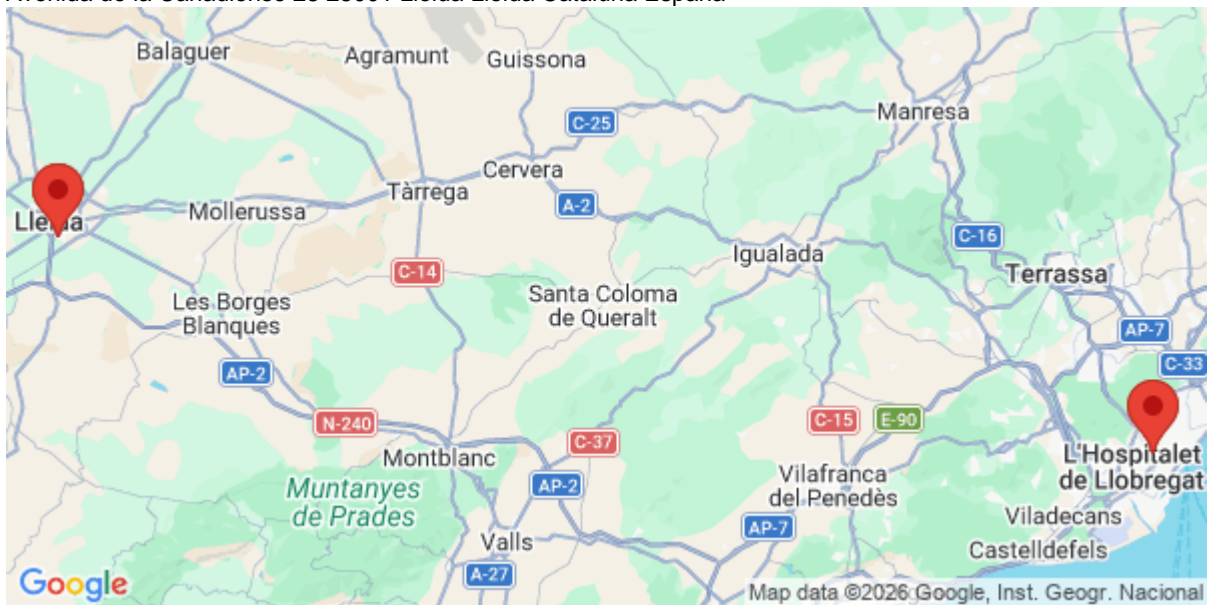 Balaguer
Agramunt
Guissona
Manresa
C-25
Cervera
Tàrrega
A-2
Mollerussa
Lleida
C-16
Igualada
C-14
Terrassa
Santa Coloma
de Queralt
Les Borges
Blanques
AP-7
C-33
AP-2
N-240
C-15
E-90
C-37
L'Hospitalet
de Llobregat
Montblanc
Vilafranca
del Penedès
AP-2
Muntanyes
de Prades
Viladecans
AP-7
Valls
Castelldefels
A-27
Google
Map data ©2026 Google, Inst. Geogr. Nacional